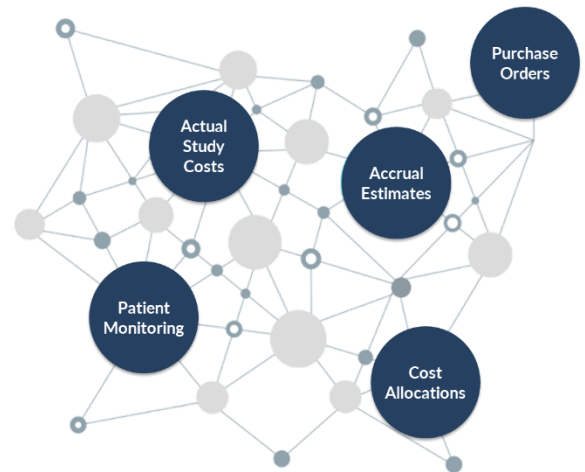 Purchase
Orders
Actual
Study
Costs
Accrual
Estimates
Patient
Monitoring
Cost
Allocations